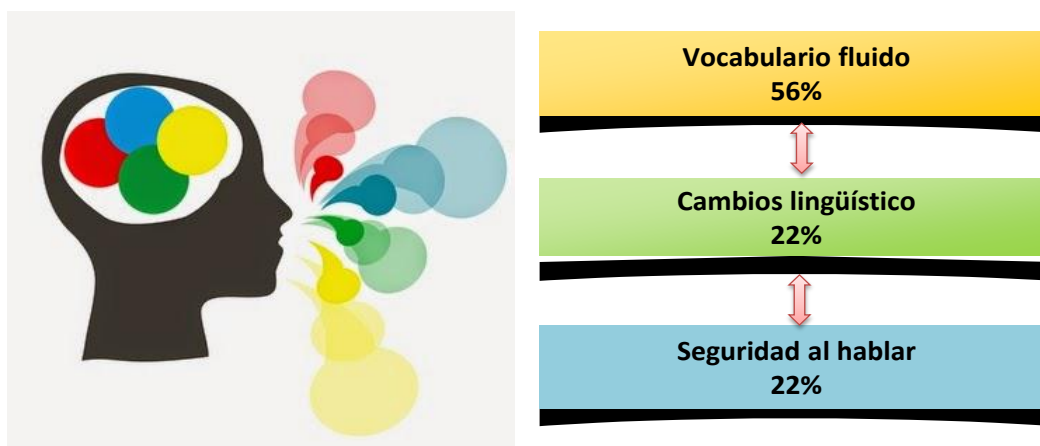 Vocabulario fluido
56%
Cambios lingüístico
22%
Seguridad al hablar
22%